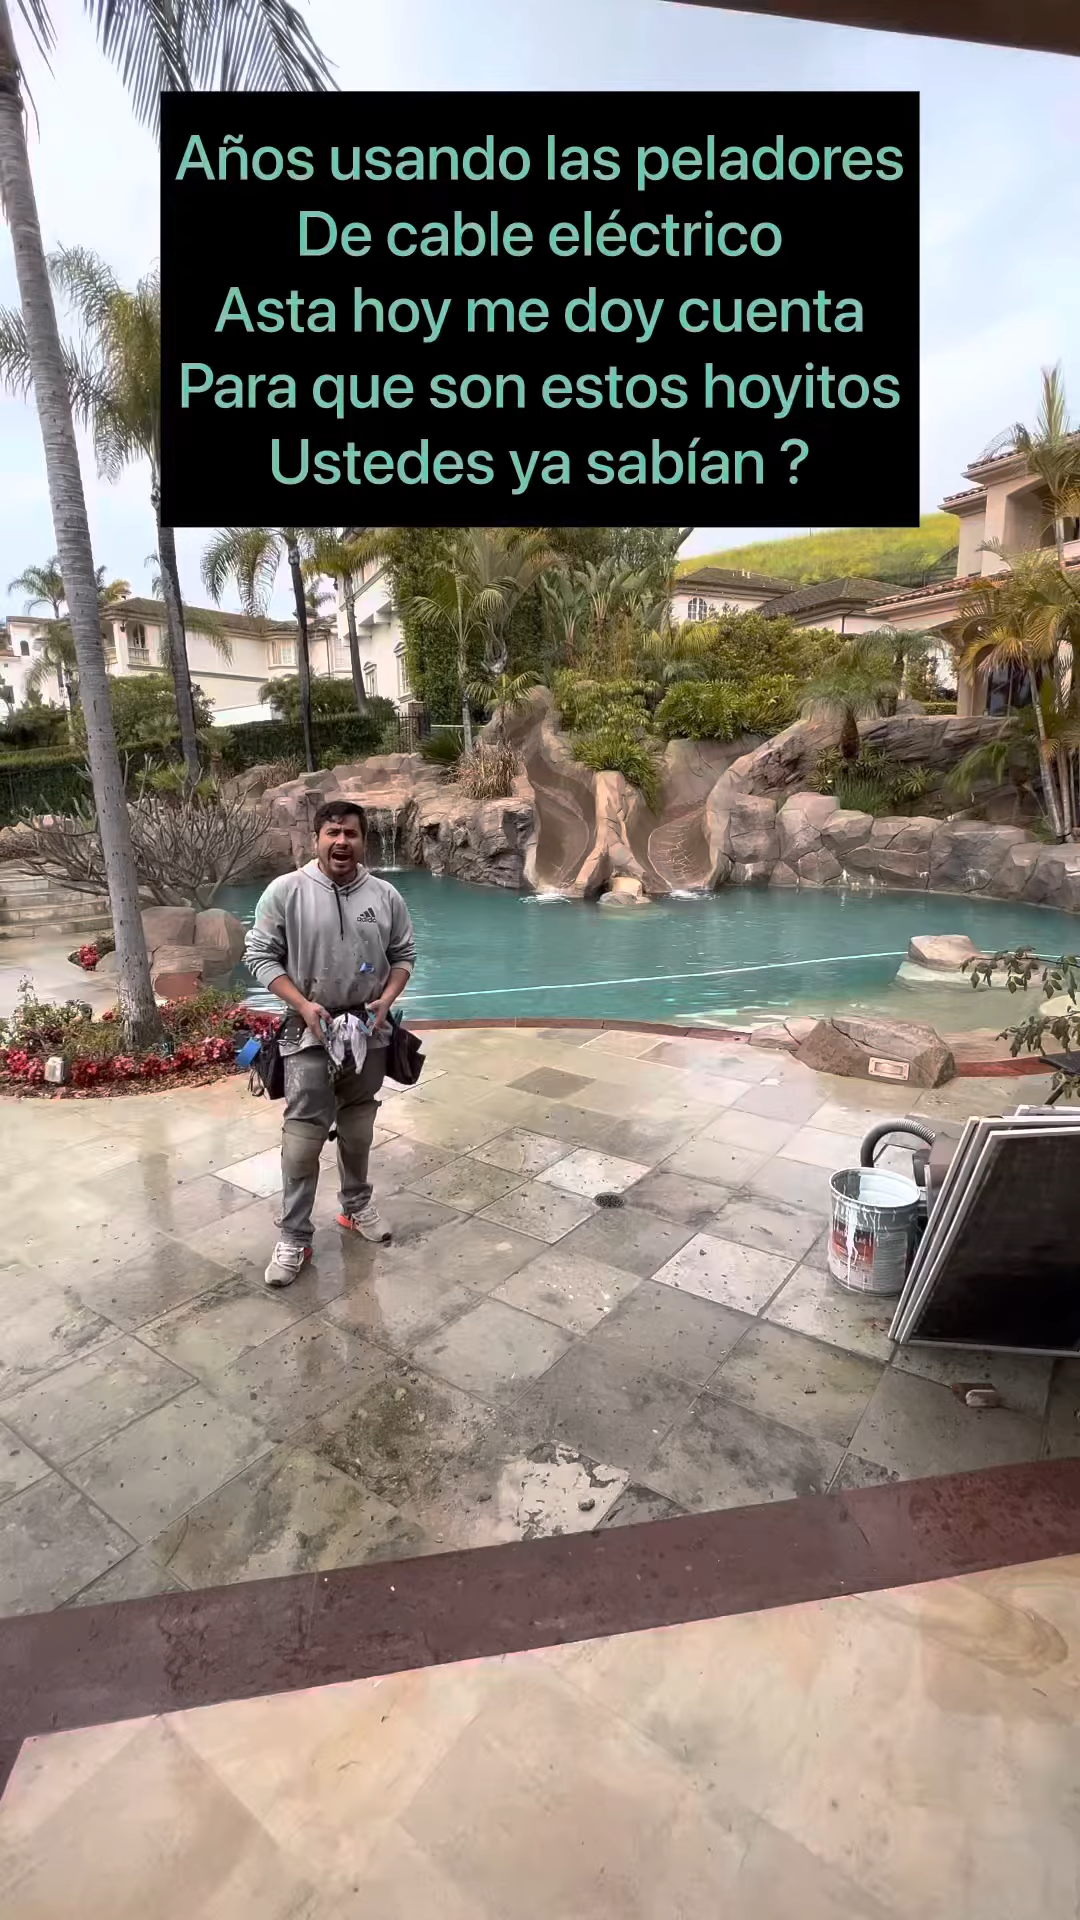 Años usando las peladores
De cable eléctrico
Asta hoy me doy cuenta
Para que son estos hoyitos
Ustedes ya sabían ?
adidas